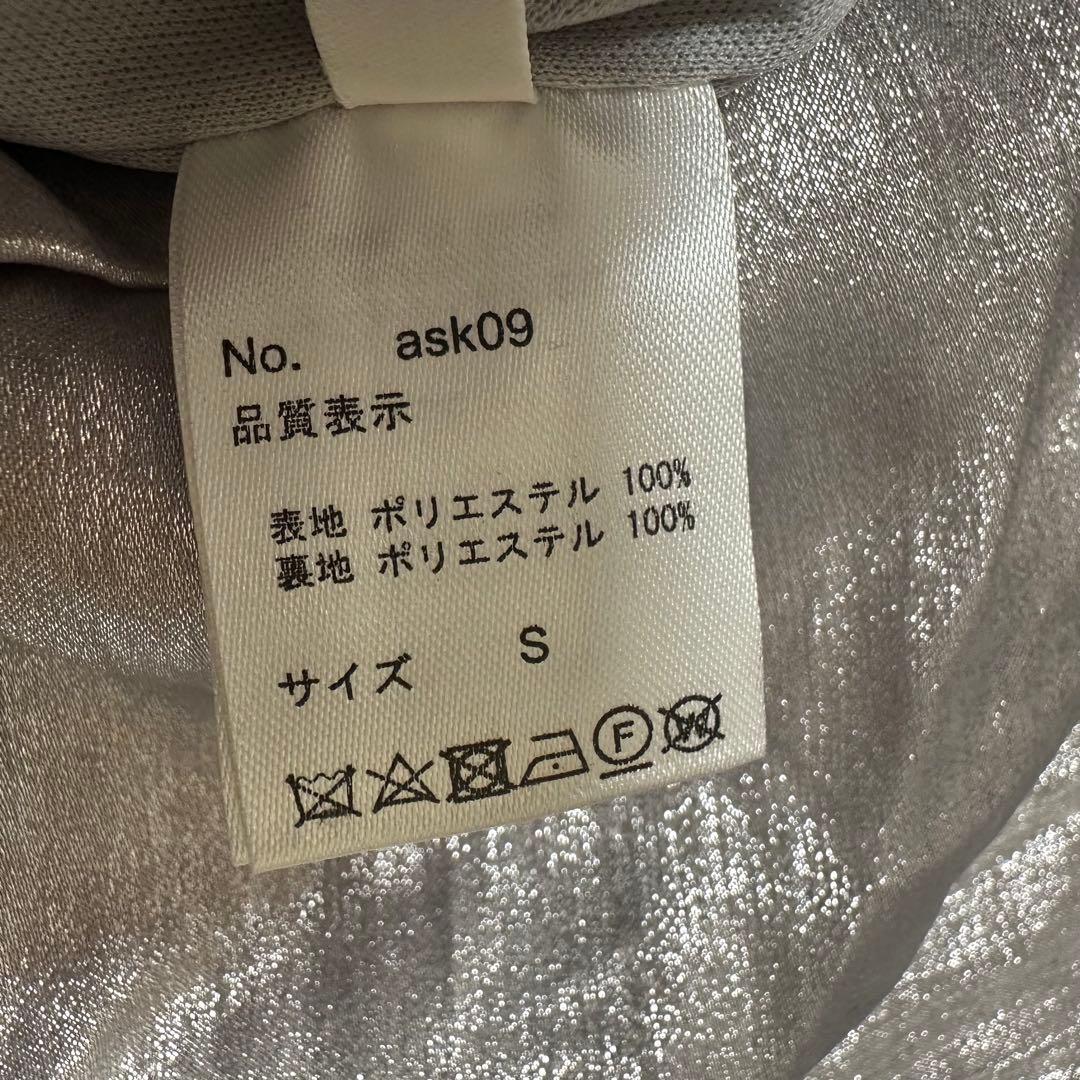 No. ask09
品質表示
表地 ポリエステル 100%
裏地 ポリエステル 100%
サイズ S
F W